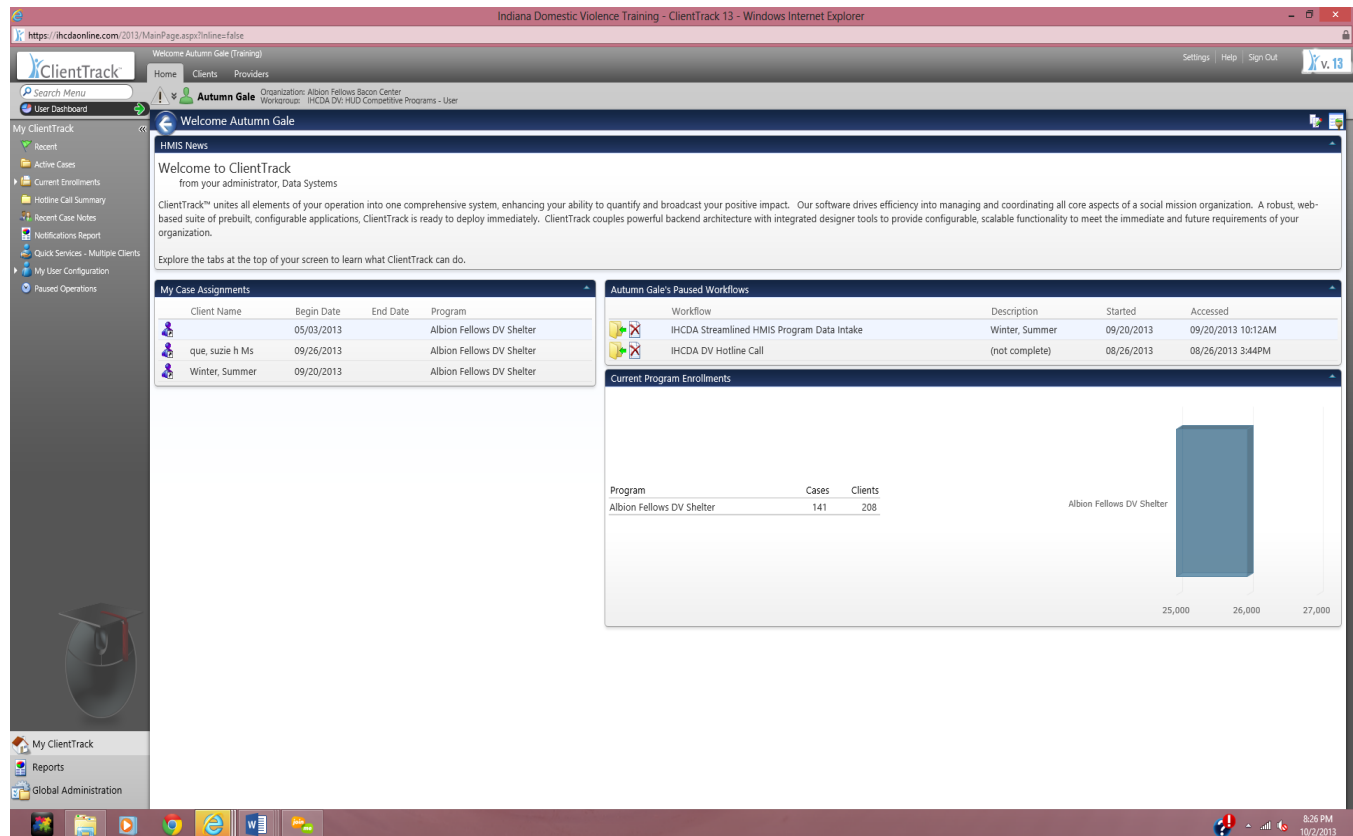 Indiana Domestic Violence Training - ClientTrack 13 - Windows Internet Explorer
https://ihcdaonline.com/2013/MainPage.aspx?Inline=false
ClientTrack
Welcome Autumn Gale (Training)
Settings | Help | Sign Out
v. 13
Home Clients Providers
Search Menu
User Dashboard
Autumn Gale
Organization: Albion Fellows Bacon Center
Workgroup: IHCDA DV: HUD Competitive Programs - User
My ClientTrack
Recent
Active Cases
Current Enrollments
Hotline Call Summary
Recent Case Notes
Notifications Report
Quick Services - Multiple Clients
My User Configuration
Paused Operations
Welcome Autumn Gale
HMIS News
Welcome to ClientTrack
from your administrator, Data Systems
ClientTrack™ unites all elements of your operation into one comprehensive system, enhancing your ability to quantify and broadcast your positive impact. Our software drives efficiency into managing and coordinating all core aspects of a social mission organization. A robust, web-
based suite of prebuilt, configurable applications, ClientTrack is ready to deploy immediately. ClientTrack couples powerful backend architecture with integrated designer tools to provide configurable, scalable functionality to meet the immediate and future requirements of your
organization.
Explore the tabs at the top of your screen to learn what ClientTrack can do.
My Case Assignments
Client Name Begin Date End Date Program
05/03/2013 Albion Fellows DV Shelter
que, suzie h Ms 09/26/2013 Albion Fellows DV Shelter
Winter, Summer 09/20/2013 Albion Fellows DV Shelter
Autumn Gale's Paused Workflows
Workflow Description Started Accessed
IHCDA Streamlined HMIS Program Data Intake Winter, Summer 09/20/2013 09/20/2013 10:12AM
IHCDA DV Hotline Call (not complete) 08/26/2013 08/26/2013 3:44PM
Current Program Enrollments
Program Cases Clients
Albion Fellows DV Shelter 141 208
Albion Fellows DV Shelter
25,000 26,000 27,000
My ClientTrack
Reports
Global Administration
8:26 PM
10/2/2013